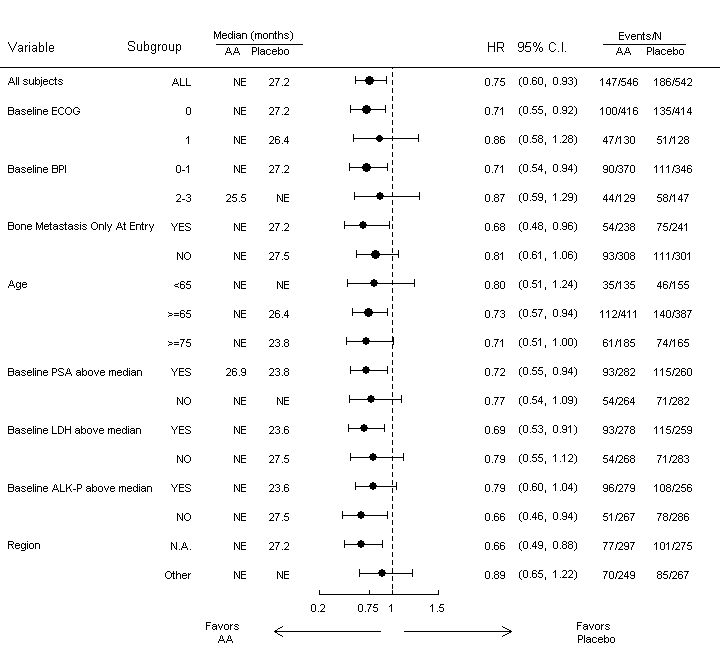 Median (months) Events/N
Variable Subgroup AA Placebo HR 95% C.I. AA Placebo
All subjects ALL NE 27.2 0.75 (0.60, 0.93) 147/546 186/542
Baseline ECOG 0 NE 27.2 0.71 (0.55, 0.92) 100/416 135/414
1 NE 26.4 0.86 (0.58, 1.28) 47/130 51/128
Baseline BPI 0-1 NE 27.2 0.71 (0.54, 0.94) 90/370 111/346
2-3 25.5 NE 0.87 (0.59, 1.29) 44/129 58/147
Bone Metastasis Only At Entry YES NE 27.2 0.68 (0.48, 0.96) 54/238 75/241
NO NE 27.5 0.81 (0.61, 1.06) 93/308 111/301
Age <65 NE NE 0.80 (0.51, 1.24) 35/135 46/155
>=65 NE 26.4 0.73 (0.57, 0.94) 112/411 140/387
>=75 NE 23.8 0.71 (0.51, 1.00) 61/185 74/165
Baseline PSA above median YES 26.9 23.8 0.72 (0.55, 0.94) 93/282 115/260
NO NE NE 0.77 (0.54, 1.09) 54/264 71/282
Baseline LDH above median YES NE 23.6 0.69 (0.53, 0.91) 93/278 115/259
NO NE 27.5 0.79 (0.55, 1.12) 54/268 71/283
Baseline ALK-P above median YES NE 23.6 0.79 (0.60, 1.04) 96/279 108/256
NO NE 27.5 0.66 (0.46, 0.94) 51/267 78/286
Region N.A. NE 27.2 0.66 (0.49, 0.88) 77/297 101/275
Other NE NE 0.89 (0.65, 1.22) 70/249 85/267
0.2 0.75 1 1.5
Favors AA Favors Placebo